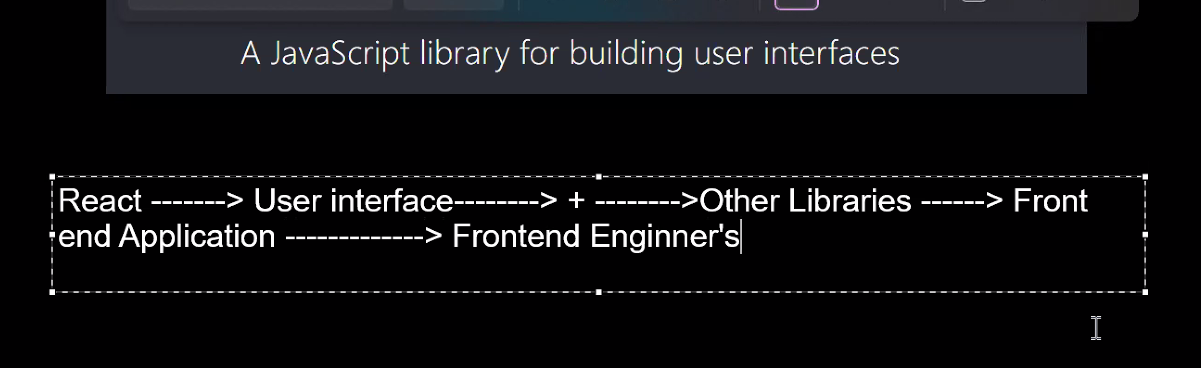 A JavaScript library for building user interfaces
React -------> User interface--------> + -------->Other Libraries ------> Front
end Application -------------> Frontend Enginner's